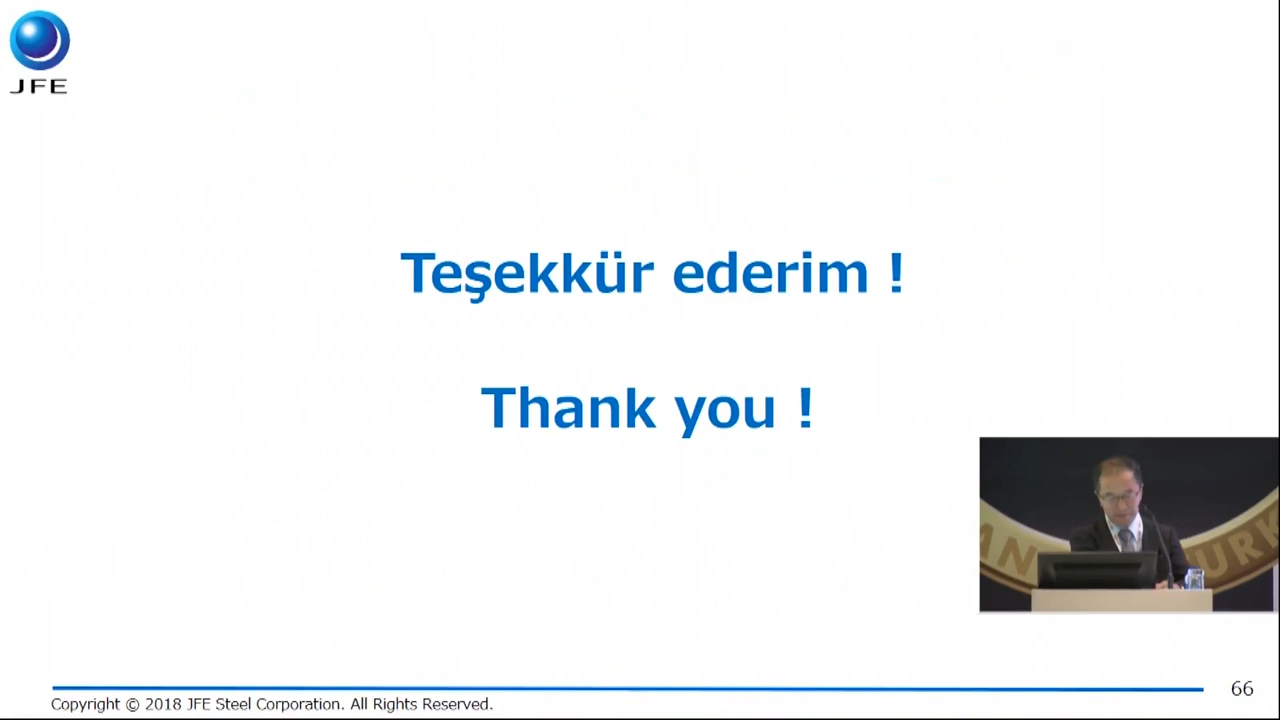 JFE
Teşekkür ederim !
Thank you !
Copyright © 2018 JFE Steel Corporation. All Rights Reserved.
66